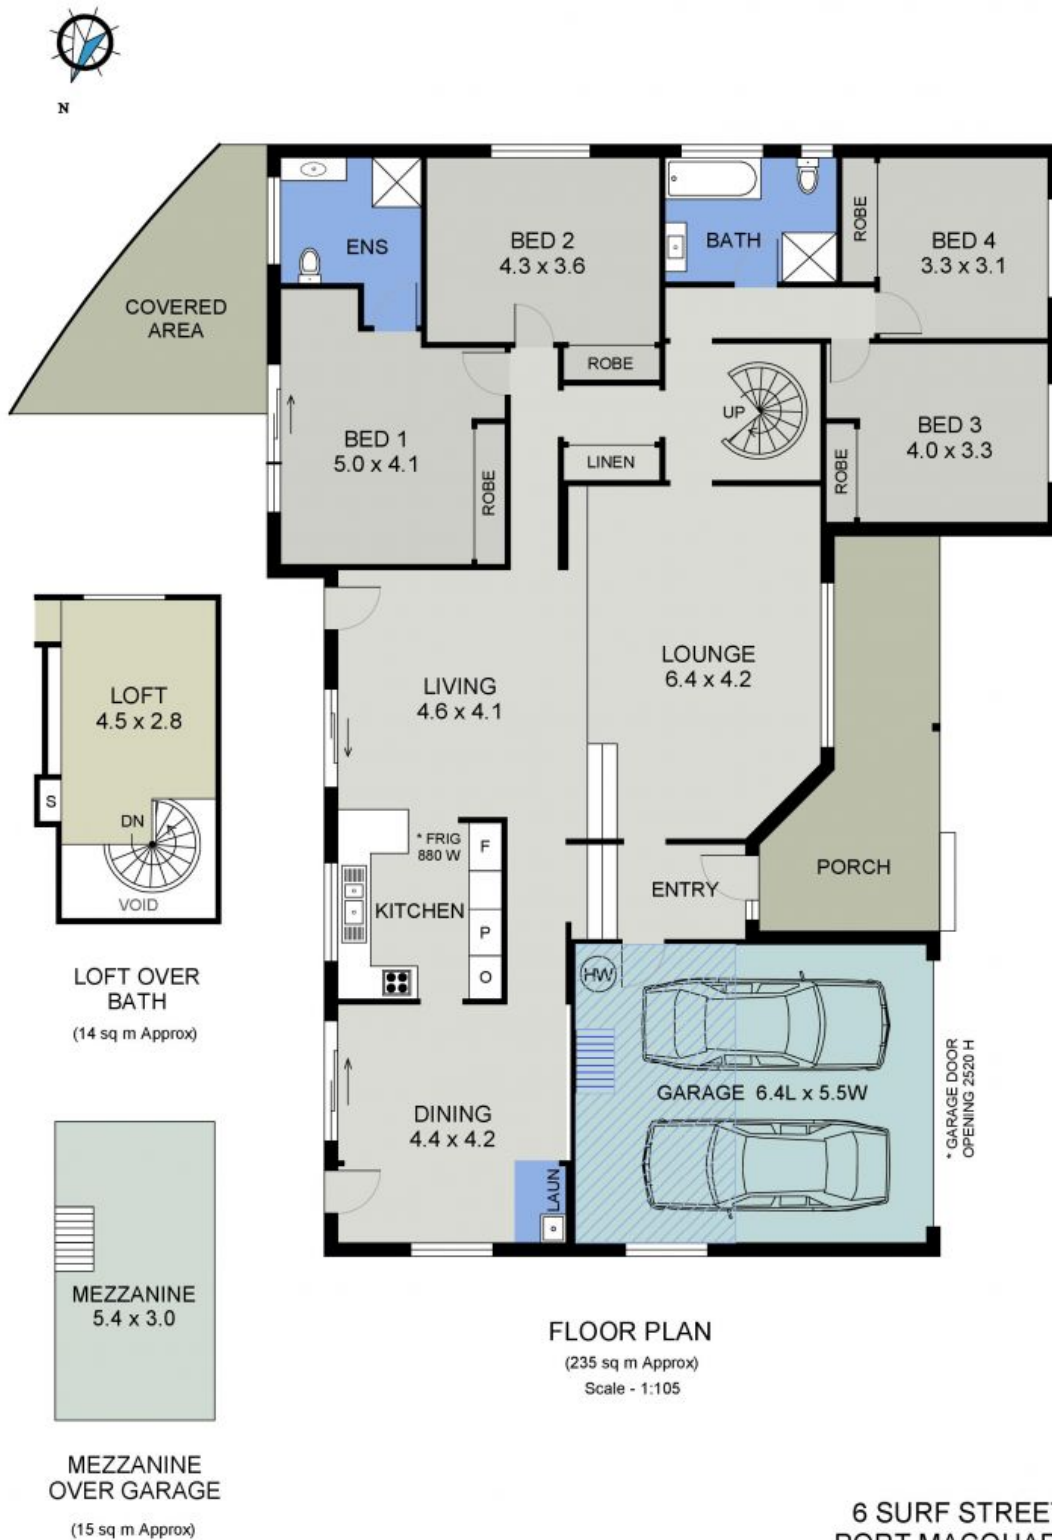 N
ENS
BED 2
4.3 x 3.6
BATH
ROBE
BED 4
3.3 x 3.1
COVERED
AREA
ROBE
UP
BED 1
5.0 x 4.1
ROBE
LINEN
ROBE
BED 3
4.0 x 3.3
LOFT
4.5 x 2.8
S
DN
VOID
LOFT OVER
BATH
(14 sq m Approx)
LIVING
4.6 x 4.1
LOUNGE
6.4 x 4.2
* FRIG
880 W
F
KITCHEN
P
O
ENTRY
PORCH
HW
GARAGE 6.4L x 5.5W
* GARAGE DOOR
OPENING 2520 H
DINING
4.4 x 4.2
LAUN
MEZZANINE
5.4 x 3.0
MEZZANINE
OVER GARAGE
(15 sq m Approx)
FLOOR PLAN
(235 sq m Approx)
Scale - 1:105
6 SURF STREET
PORT MACQUAR